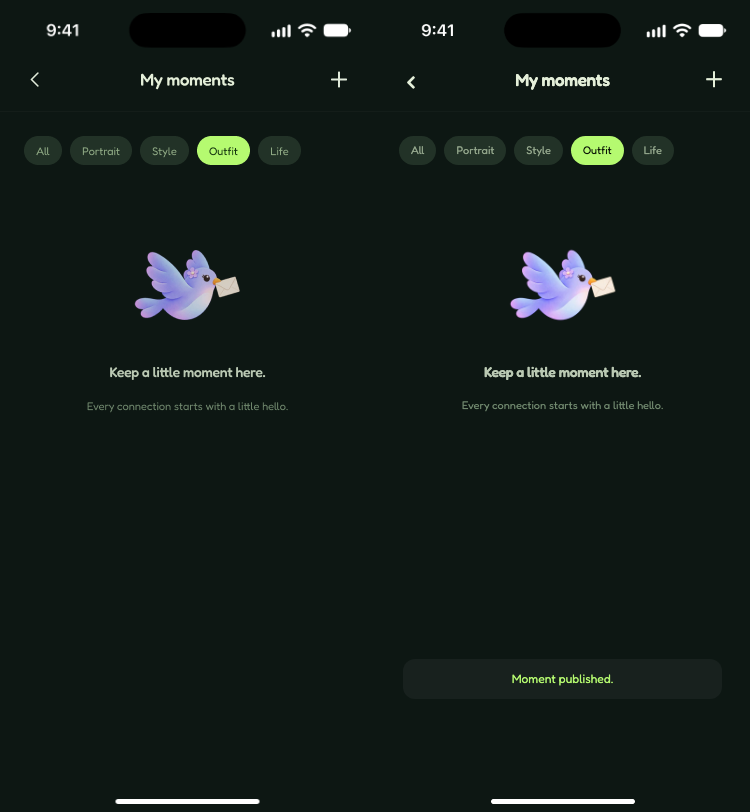 9:41
My moments
All Portrait Style Outfit Life
Keep a little moment here.
Every connection starts with a little hello.
9:41
My moments
All Portrait Style Outfit Life
Keep a little moment here.
Every connection starts with a little hello.
Moment published.